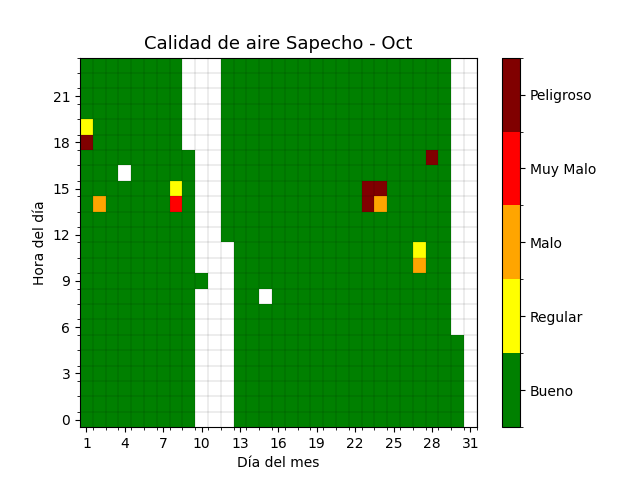 Calidad de aire Sapecho - Oct
Hora del día
21
18
15
12
9
6
3
0
1 4 7 10 13 16 19 22 25 28 31
Día del mes
Peligroso
Muy Malo
Malo
Regular
Bueno